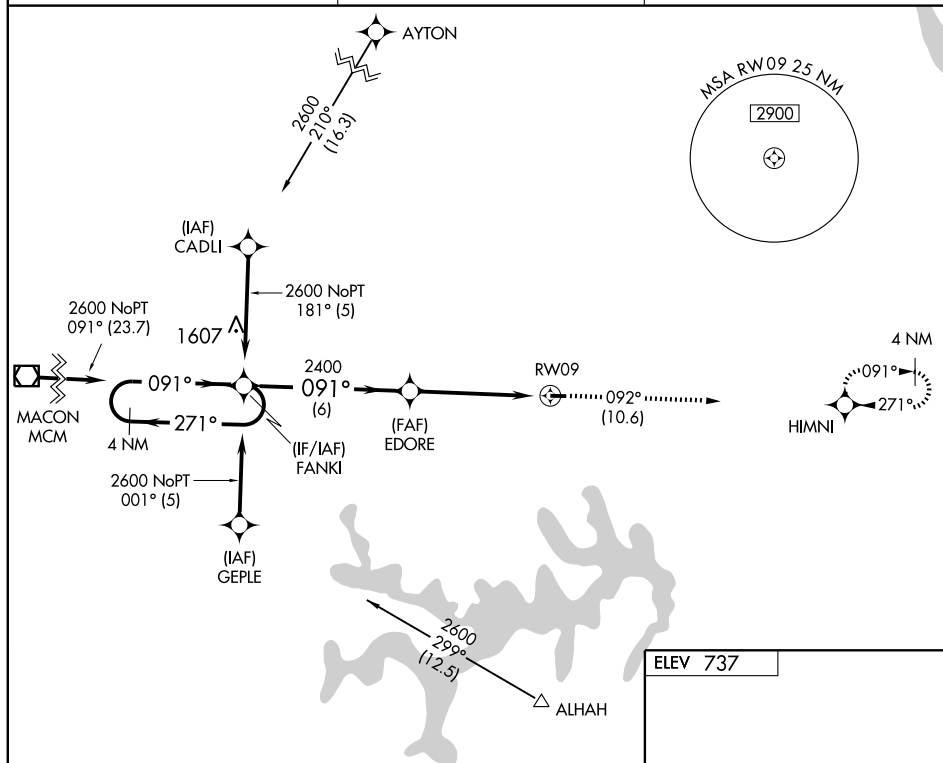 AYTON
MSA RW09 25 NM
2900
2600
210°
(16.3)
(IAF)
CADLI
2600 NoPT
181° (5)
2600 NoPT
091° (23.7)
1607
4 NM
2400
091°
(6)
091°
RW09
091°
092°
(10.6)
271°
MACON
MCM
271°
HIMNI
4 NM
(IF/IAF)
FANKI
(FAF)
EDORE
2600 NoPT
001° (5)
(IAF)
GEPLE
2600
299°
(12.5)
ELEV 737
ALHAH